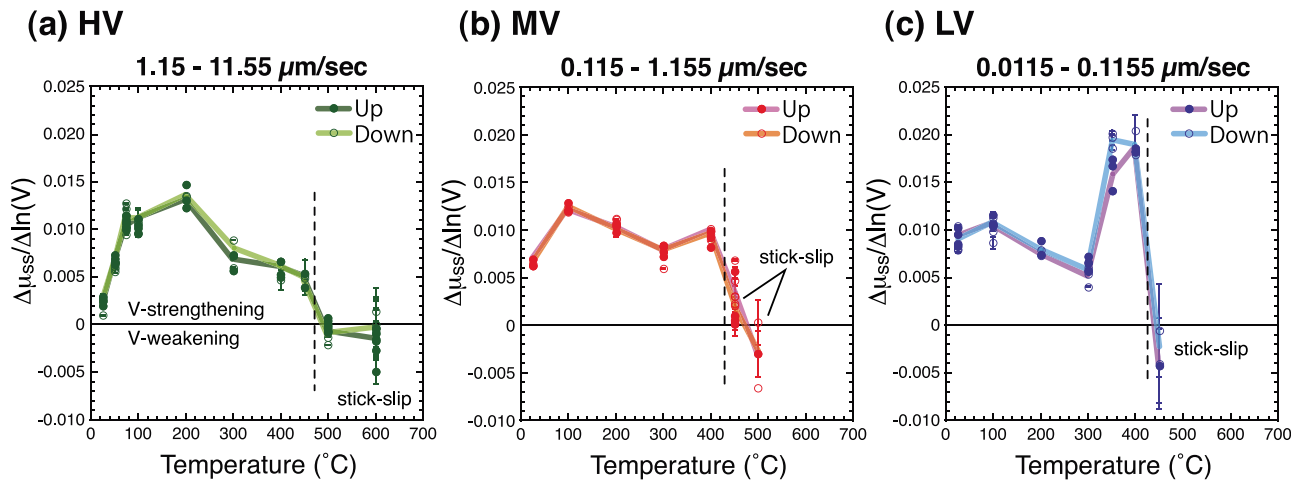 (a) HV
1.15 - 11.55 µm/sec
Up
Down
0.025
0.020
0.015
0.010
0.005
0
-0.005
-0.010
Δµss/Δln(V)
V-strengthening
V-weakening
stick-slip
0 100 200 300 400 500 600 700
Temperature (˚C)
(b) MV
0.115 - 1.155 µm/sec
Up
Down
0.025
0.020
0.015
0.010
0.005
0
-0.005
-0.010
Δµss/Δln(V)
stick-slip
0 100 200 300 400 500 600 700
Temperature (˚C)
(c) LV
0.0115 - 0.1155 µm/sec
Up
Down
0.025
0.020
0.015
0.010
0.005
0
-0.005
-0.010
Δµss/Δln(V)
stick-slip
0 100 200 300 400 500 600 700
Temperature (˚C)